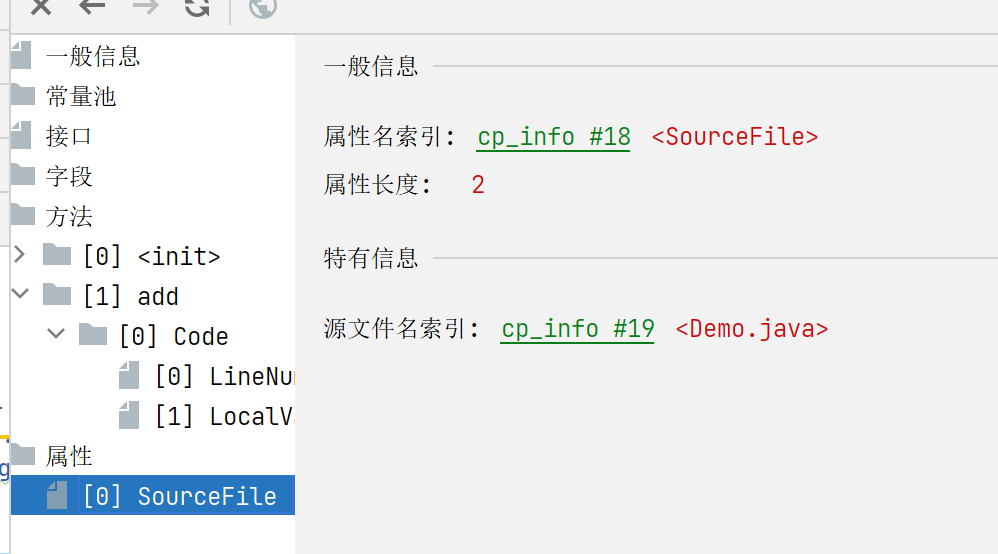 一般信息
常量池
接口
字段
方法
[0] <init>
[1] add
[0] Code
[0] LineNu
[1] LocalV
属性
[0] SourceFile
一般信息
属性名索引: cp_info #18 <SourceFile>
属性长度: 2
特有信息
源文件名索引: cp_info #19 <Demo.java>